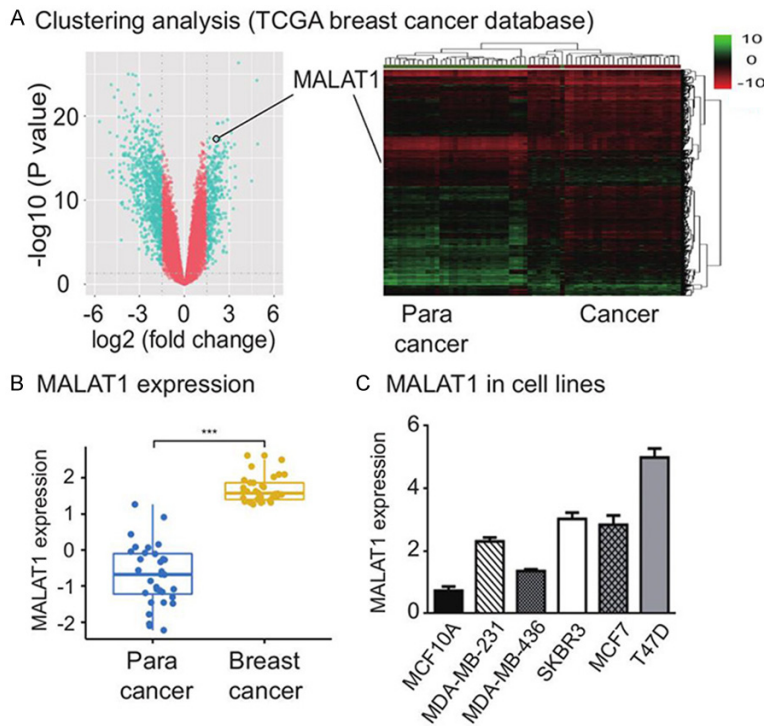 A Clustering analysis (TCGA breast cancer database)
-log10 (P value)
20
10
0
-6
-3
0
3
6
log2 (fold change)
MALAT1
10
0
-10
Para
cancer
Cancer
B MALAT1 expression
MALAT1 expression
2
1
0
-1
-2
***
Para
cancer
Breast
cancer
C MALAT1 in cell lines
MALAT1 expression
6
4
2
0
MCF10A
MDA-MB-231
MDA-MB-436
SKBR3
MCF7
T47D